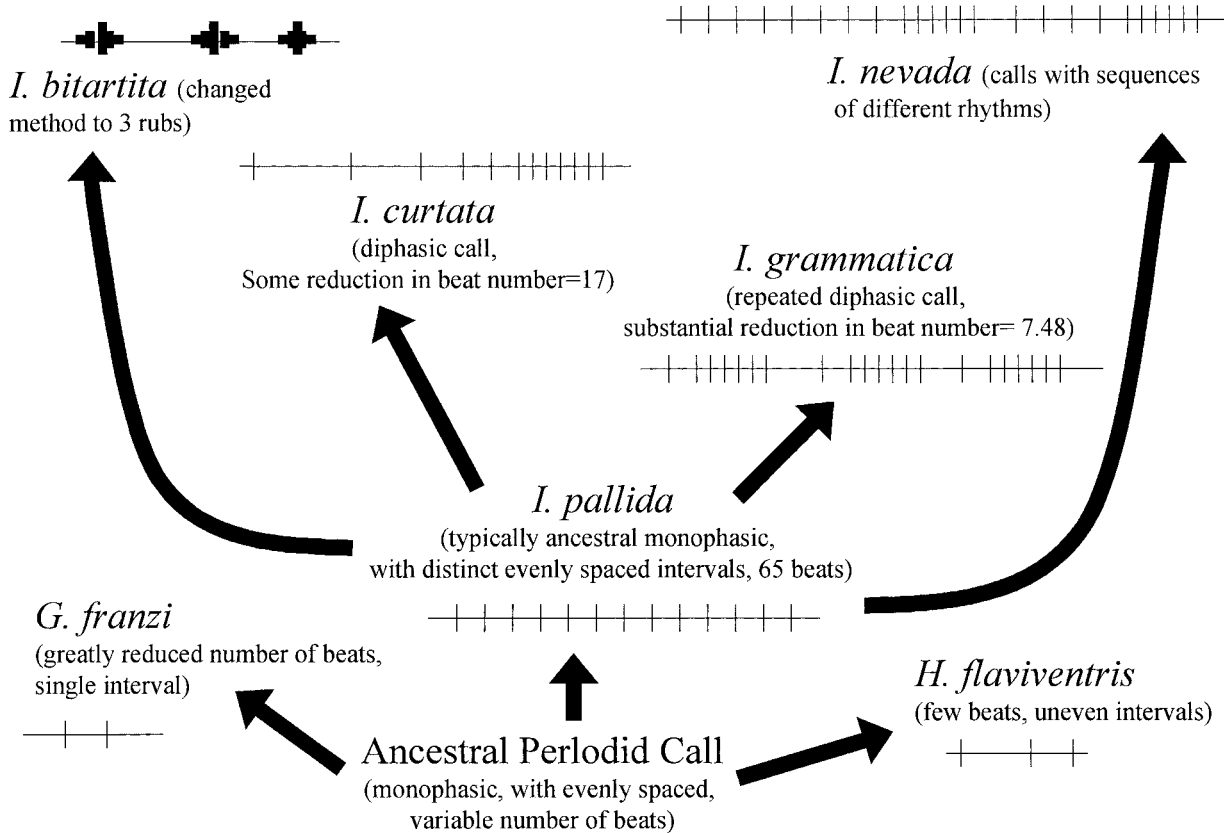 I. bitartita (changed
method to 3 rubs)
I. nevada (calls with sequences
of different rhythms)
I. curtata
(diphasic call,
Some reduction in beat number=17)
I. grammatica
(repeated diphasic call,
substantial reduction in beat number= 7.48)
I. pallida
(typically ancestral monophasic,
with distinct evenly spaced intervals, 65 beats)
G. franzi
(greatly reduced number of beats,
single interval)
H. flaviventris
(few beats, uneven intervals)
Ancestral Perlodid Call
(monophasic, with evenly spaced,
variable number of beats)